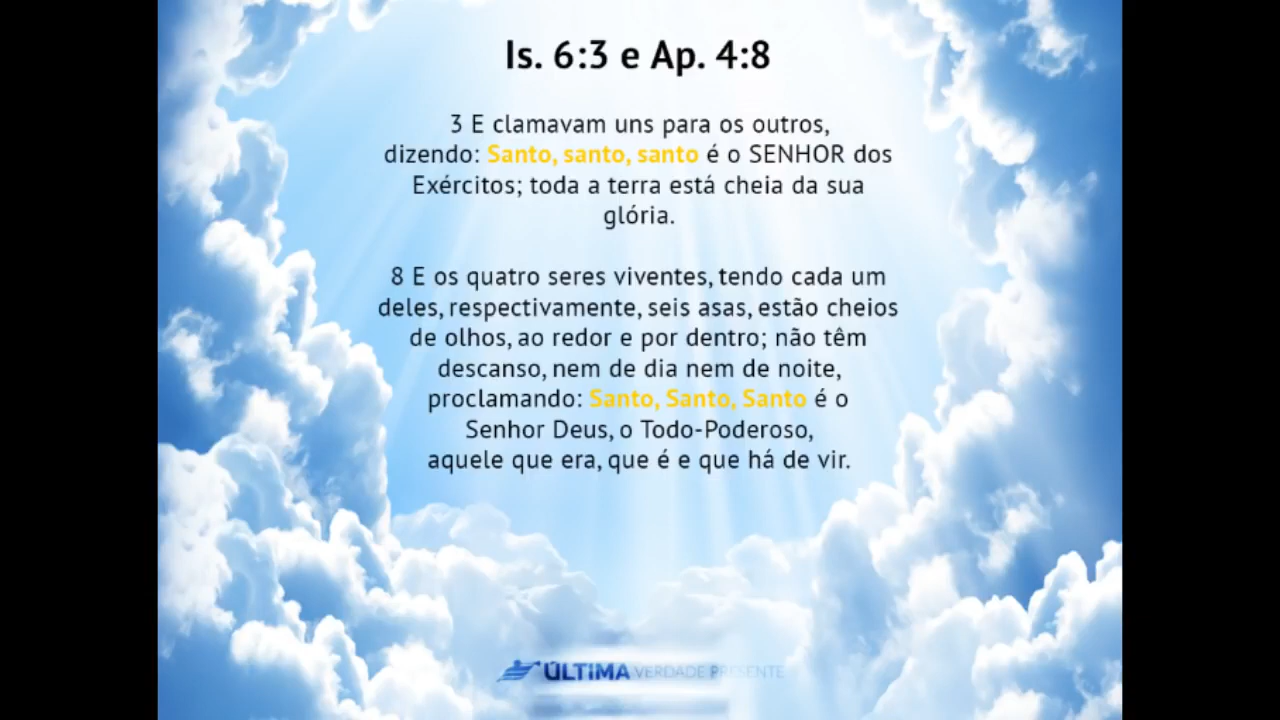 Is. 6:3 e Ap. 4:8
3 E clamavam uns para os outros,
dizendo: Santo, santo, santo é o SENHOR dos
Exércitos; toda a terra está cheia da sua
glória.
8 E os quatro seres viventes, tendo cada um
deles, respectivamente, seis asas, estão cheios
de olhos, ao redor e por dentro; não têm
descanso, nem de dia nem de noite,
proclamando: Santo, Santo, Santo é o
Senhor Deus, o Todo-Poderoso,
aquele que era, que é e que há de vir.
ÚLTIMA VERDADE PRESENTE